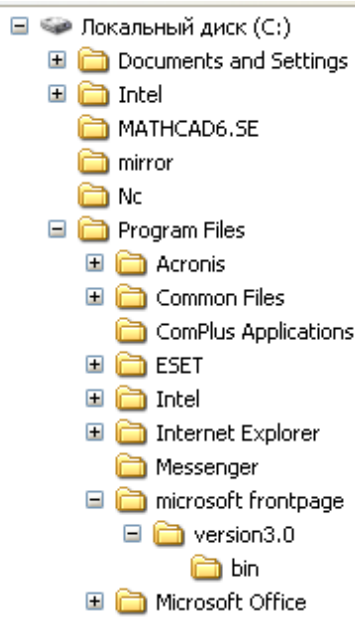 Локальный диск (C:)
Documents and Settings
Intel
MATHCAD6.SE
mirror
Nc
Program Files
Acronis
Common Files
ComPlus Applications
ESET
Intel
Internet Explorer
Messenger
microsoft frontpage
version3.0
bin
Microsoft Office